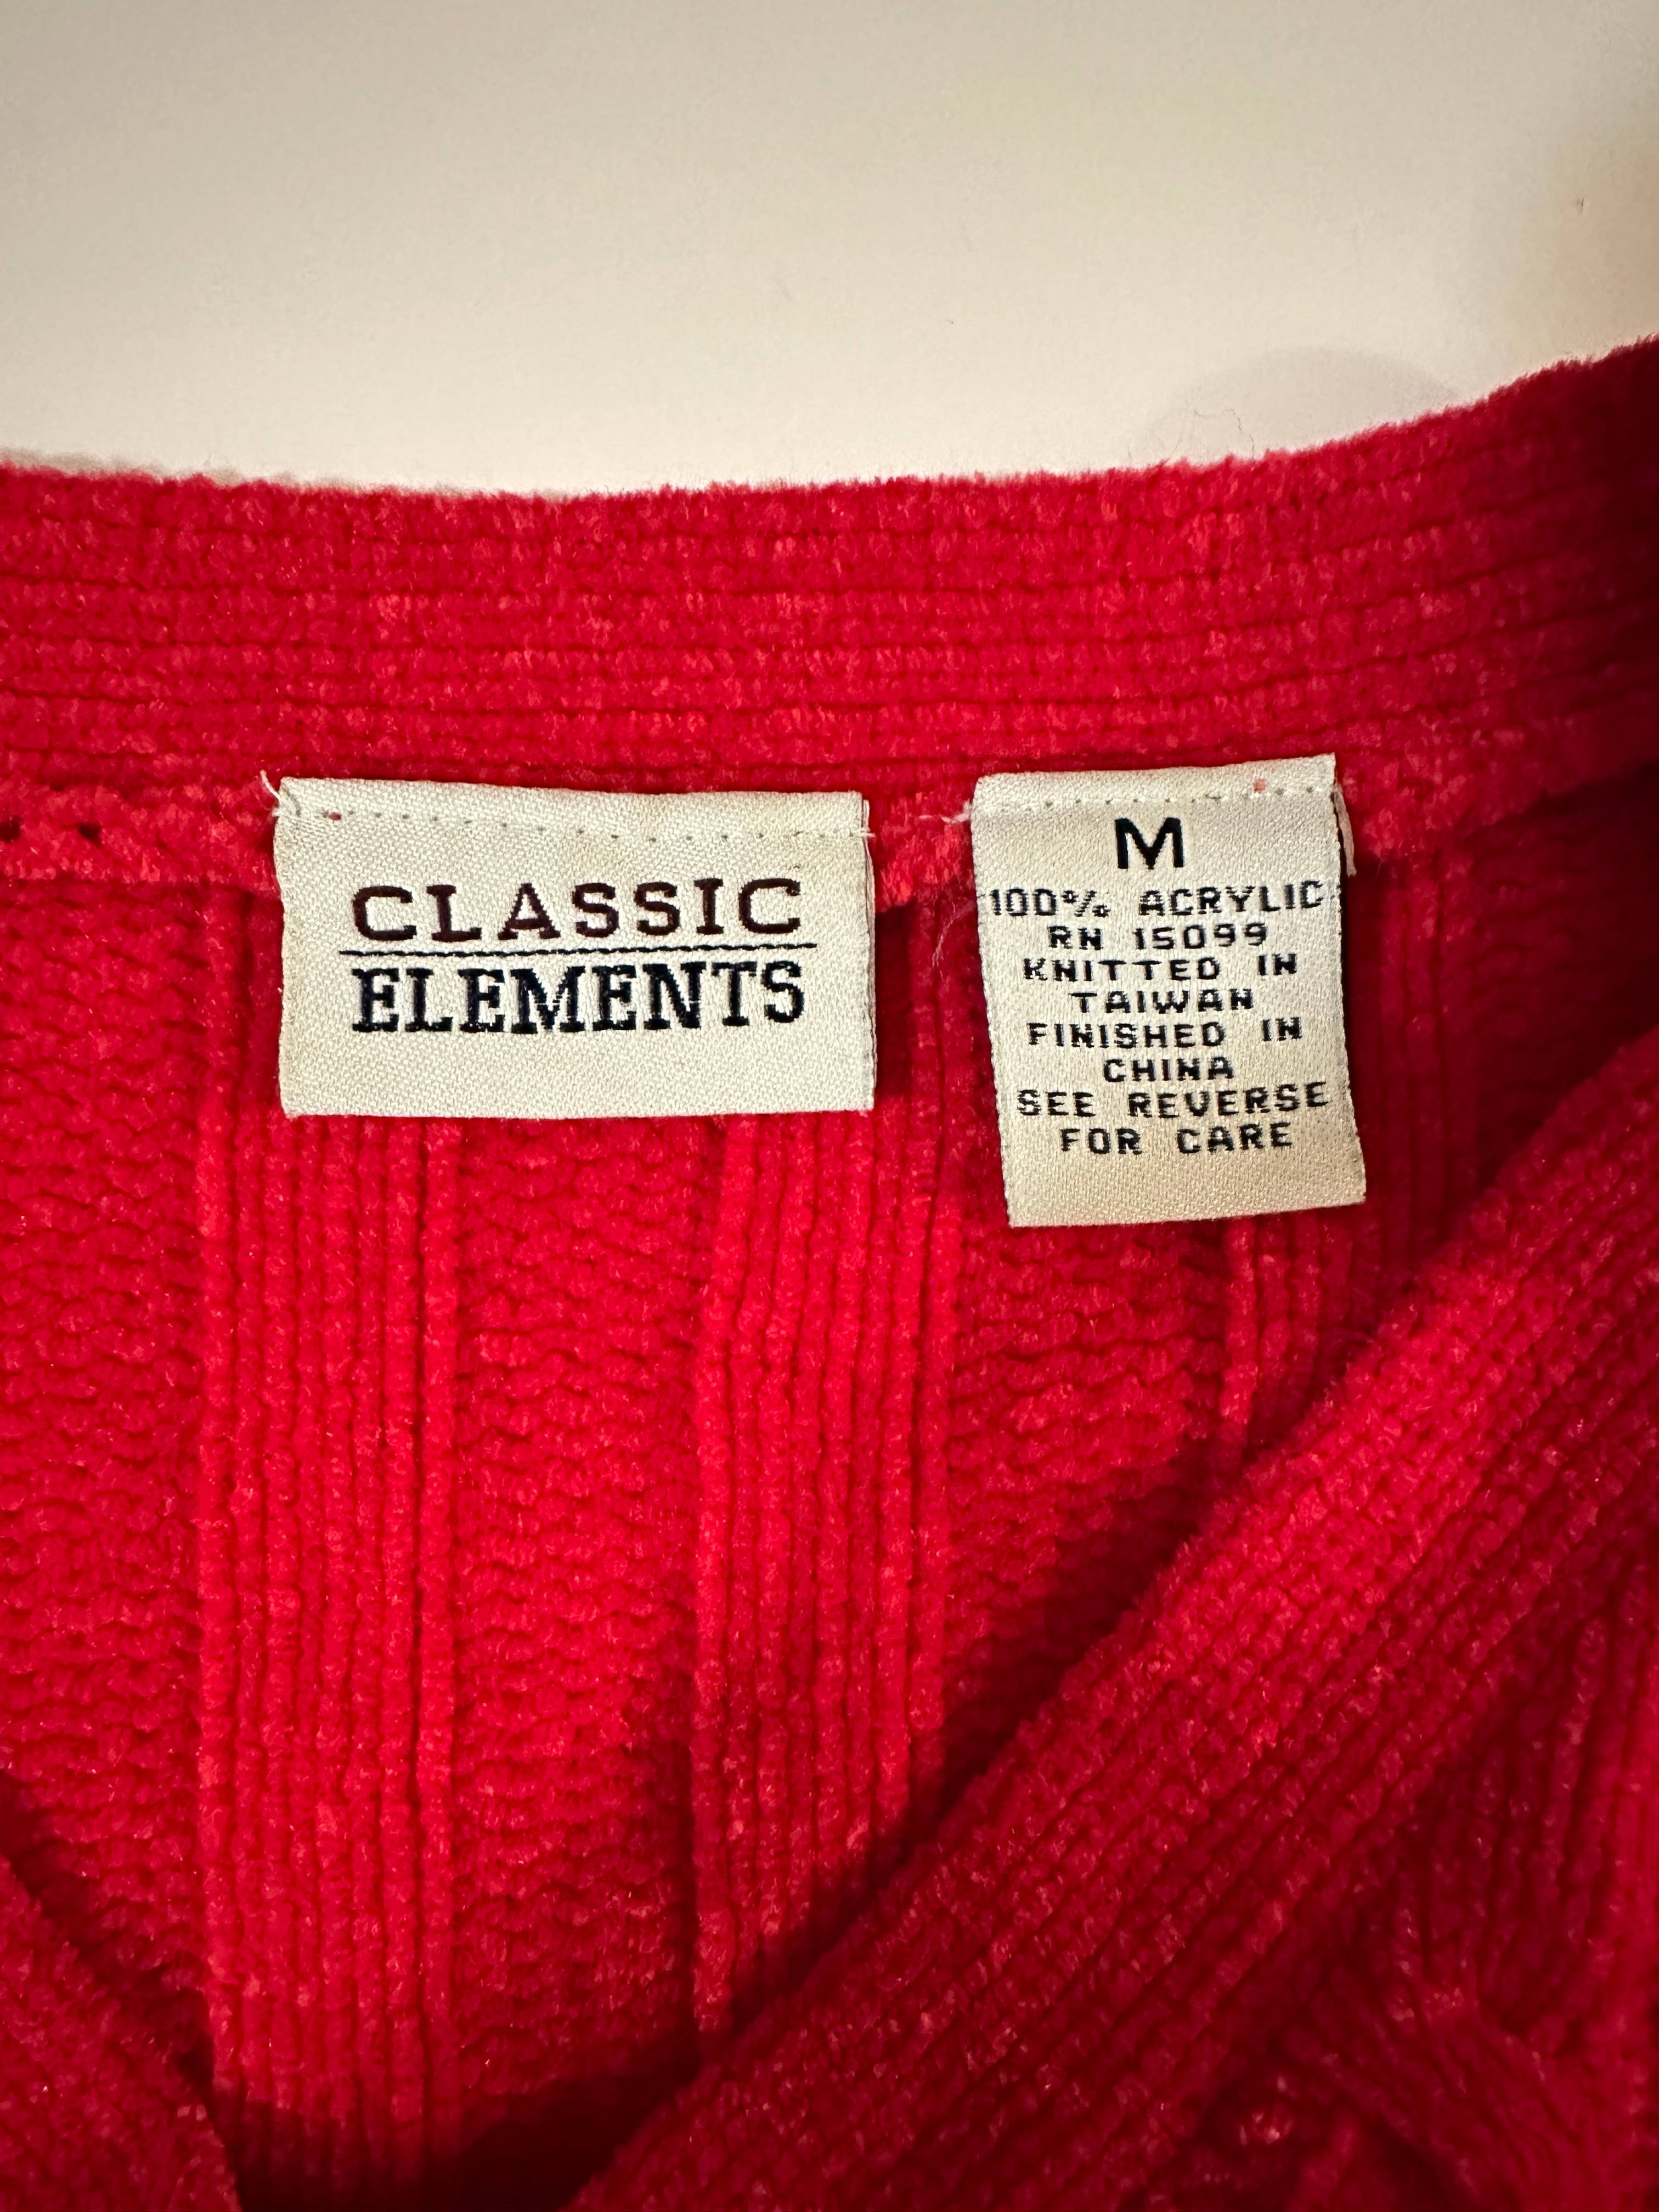 CLASSIC
ELEMENTS
M
100% ACRYLIC
RN 15099
KNITTED IN
TAIWAN
FINISHED IN
CHINA
SEE REVERSE
FOR CARE